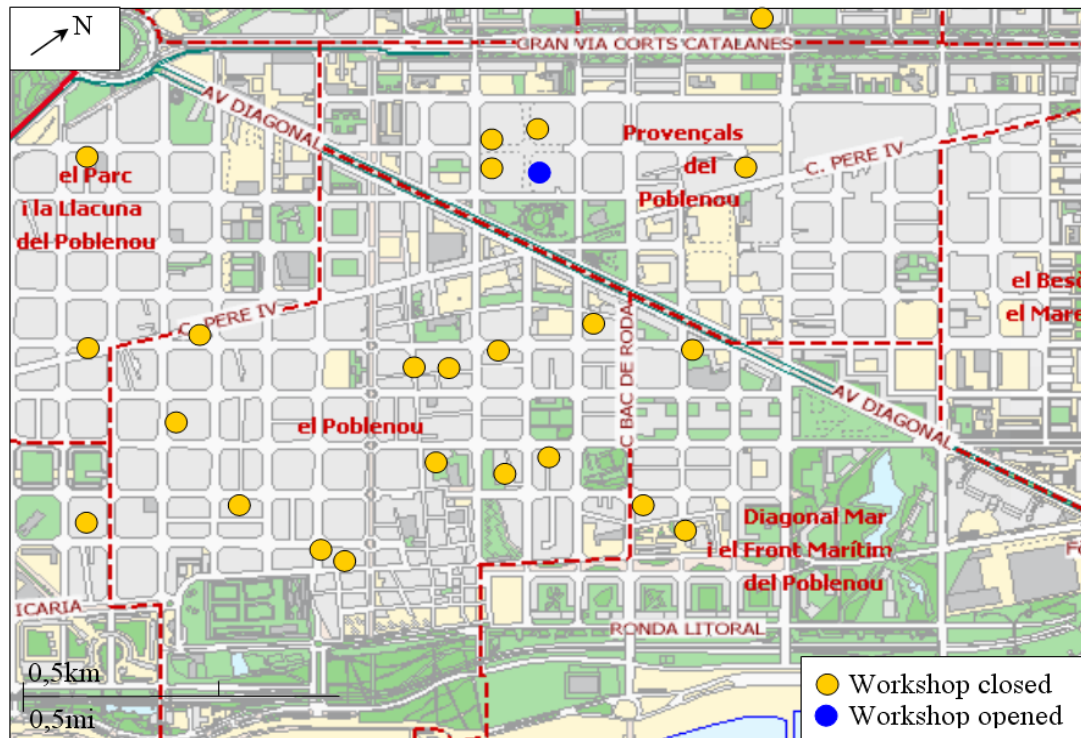 N
GRAN VIA CORTS CATALANES
AV DIAGONAL
Provençals
del
Poblenou
C. PERE IV
el Parc
i la Llacuna
del Poblenou
el Besò
el Mare
C. PERE IV
C BAC DE RODA
AV DIAGONAL
el Poblenou
Diagonal Mar
i el Front Marítim
del Poblenou
ICARIA
RONDA LITORAL
0,5km
0,5mi
Workshop closed
Workshop opened